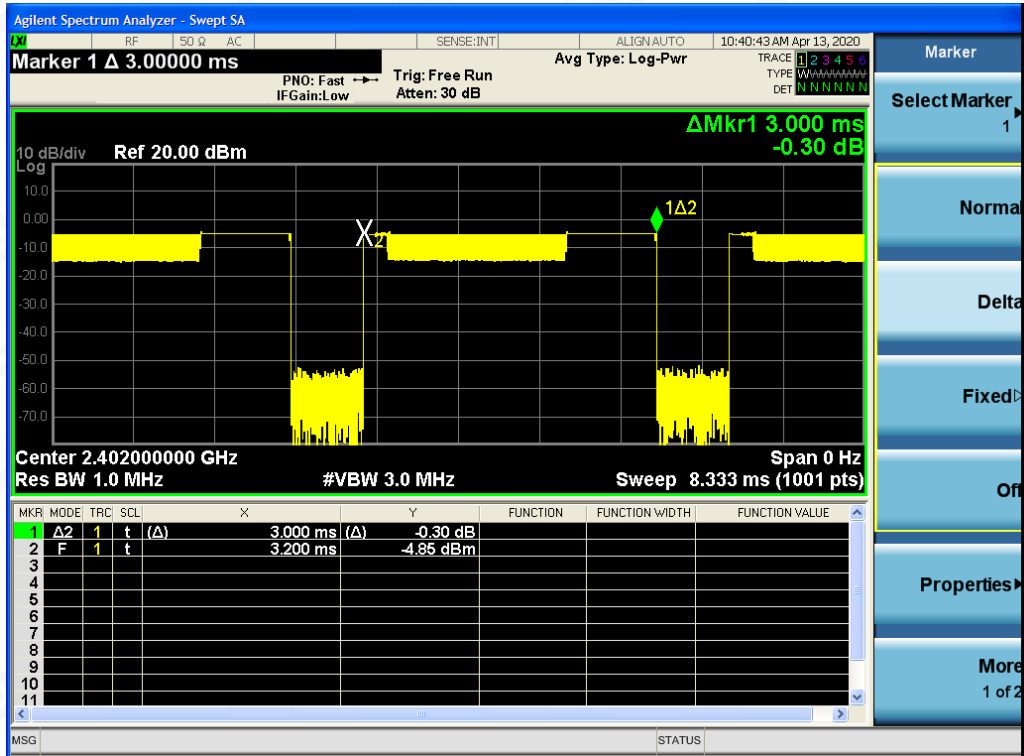 Agilent Spectrum Analyzer - Swept SA
LXI RF 50 Ω AC SENSE:INT ALIGN AUTO 10:40:43 AM Apr 13, 2020
Marker 1 Δ 3.00000 ms
PNO: Fast
IFGain:Low
Trig: Free Run
Atten: 30 dB
Avg Type: Log-Pwr
TRACE 1 2 3 4 5 6
TYPE WWWWWW
DET N N N N N N
ΔMkr1 3.000 ms
-0.30 dB
10 dB/div Ref 20.00 dBm
Log
10.0
0.00
-10.0
-20.0
-30.0
-40.0
-50.0
-60.0
-70.0
X2
1Δ2
Center 2.402000000 GHz Span 0 Hz
Res BW 1.0 MHz #VBW 3.0 MHz Sweep 8.333 ms (1001 pts)
MKR MODE TRC SCL X Y FUNCTION FUNCTION WIDTH FUNCTION VALUE
1 Δ2 1 t (Δ) 3.000 ms (Δ) -0.30 dB
2 F 1 t 3.200 ms -4.85 dBm
3
4
5
6
7
8
9
10
11
MSG STATUS
Marker
Select Marker
1
Normal
Delta
Fixed
Off
Properties
More
1 of 2